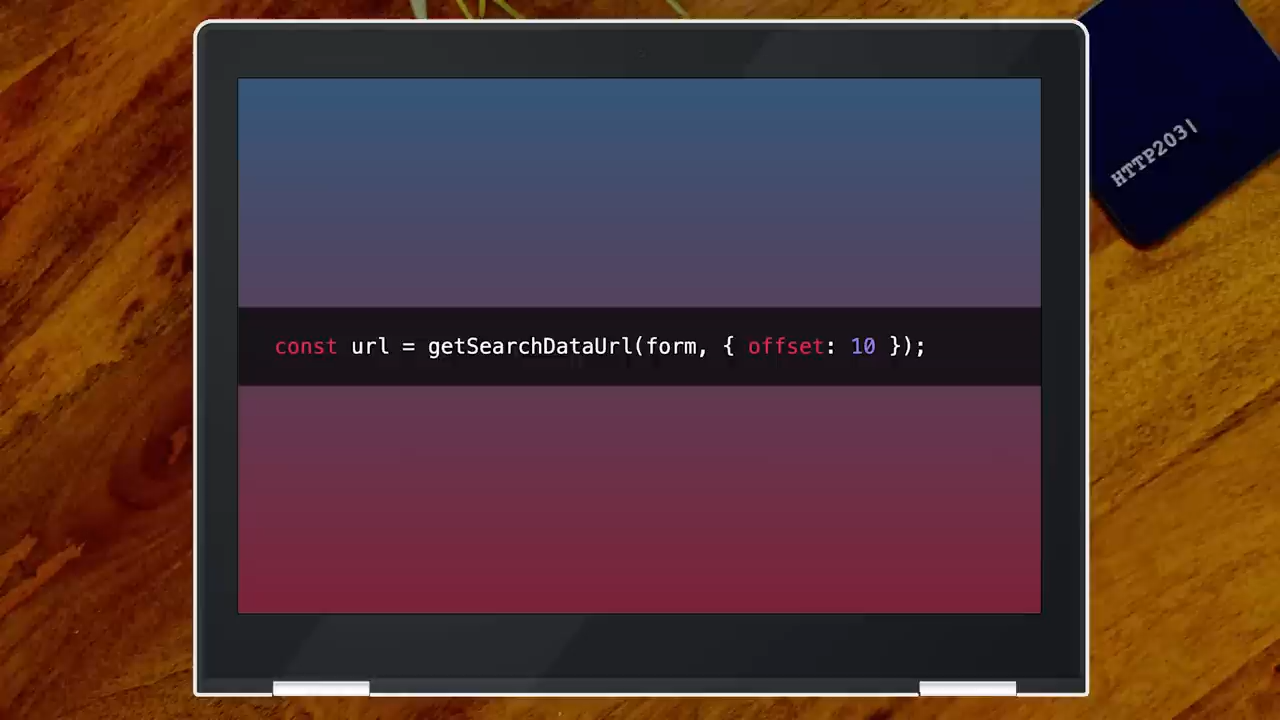 HTTP203|
const url = getSearchDataUrl(form, { offset: 10 });